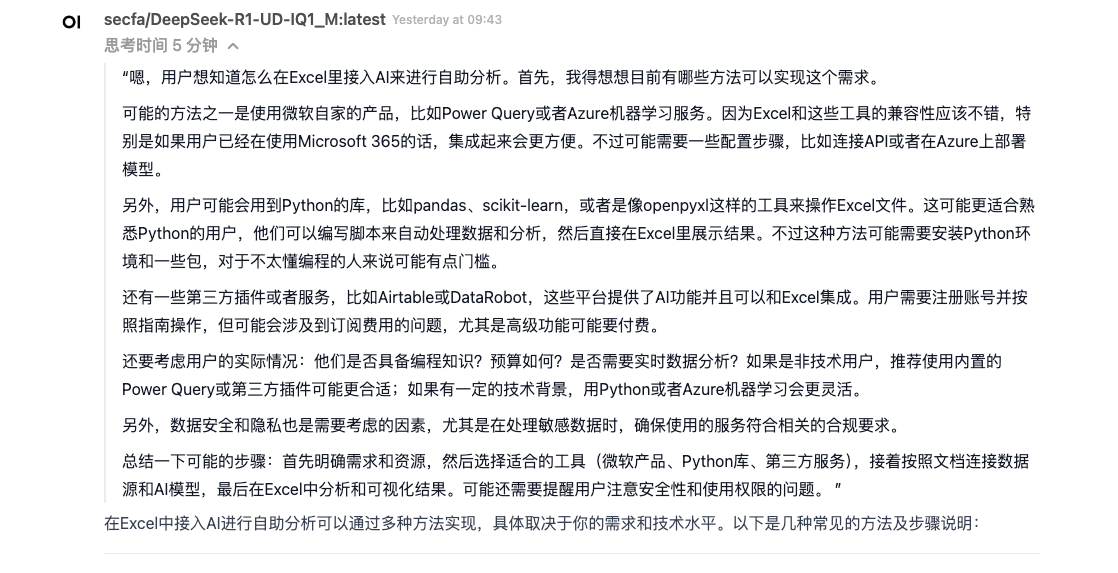 OI secfa/DeepSeek-R1-UD-IQ1_M:latest Yesterday at 09:43
思考时间 5 分钟
“嗯，用户想知道怎么在Excel里接入AI来进行自助分析。首先，我得想想目前有哪些方法可以实现这个需求。
可能的方法之一是使用微软自家的产品，比如Power Query或者Azure机器学习服务。因为Excel和这些工具的兼容性应该不错，特
别是如果用户已经在使用Microsoft 365的话，集成起来会更方便。不过可能需要一些配置步骤，比如连接API或者在Azure上部署
模型。
另外，用户可能会用到Python的库，比如pandas、scikit-learn，或者是像openpyxl这样的工具来操作Excel文件。这可能更适合熟
悉Python的用户，他们可以编写脚本来自动处理数据和分析，然后直接在Excel里展示结果。不过这种方法可能需要安装Python环
境和一些包，对于不太懂编程的人来说可能有点门槛。
还有一些第三方插件或者服务，比如Airtable或DataRobot，这些平台提供了AI功能并且可以和Excel集成。用户需要注册账号并按
照指南操作，但可能会涉及到订阅费用的问题，尤其是高级功能可能要付费。
还要考虑用户的实际情况：他们是否具备编程知识？预算如何？是否需要实时数据分析？如果是非技术用户，推荐使用内置的
Power Query或第三方插件可能更合适；如果有一定的技术背景，用Python或者Azure机器学习会更灵活。
另外，数据安全和隐私也是需要考虑的因素，尤其是在处理敏感数据时，确保使用的服务符合相关的合规要求。
总结一下可能的步骤：首先明确需求和资源，然后选择适合的工具（微软产品、Python库、第三方服务），接着按照文档连接数据
源和AI模型，最后在Excel中分析和可视化结果。可能还需要提醒用户注意安全性和使用权限的问题。 ”
在Excel中接入AI进行自助分析可以通过多种方法实现，具体取决于你的需求和技术水平。以下是几种常见的方法及步骤说明：